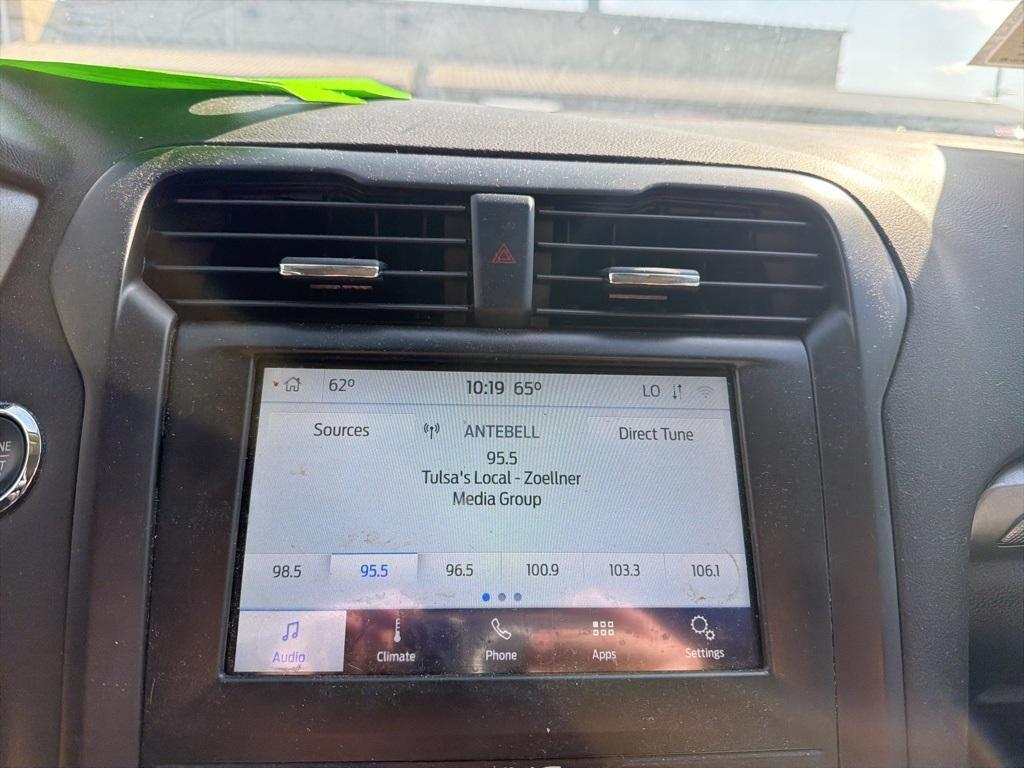 62° 10:19 65° LO
Sources ANTEBELL Direct Tune
95.5
Tulsa's Local - Zoellner
Media Group
98.5 95.5 96.5 100.9 103.3 106.1
Audio Climate Phone Apps Settings